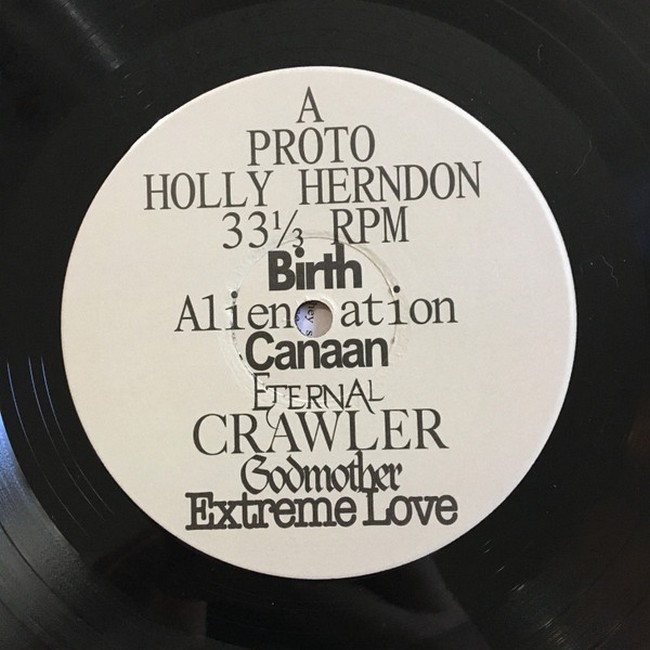 A
PROTO
HOLLY HERNDON
33⅓ RPM
Birth
Alienation
Canaan
ETERNAL
CRAWLER
Godmother
Extreme Love